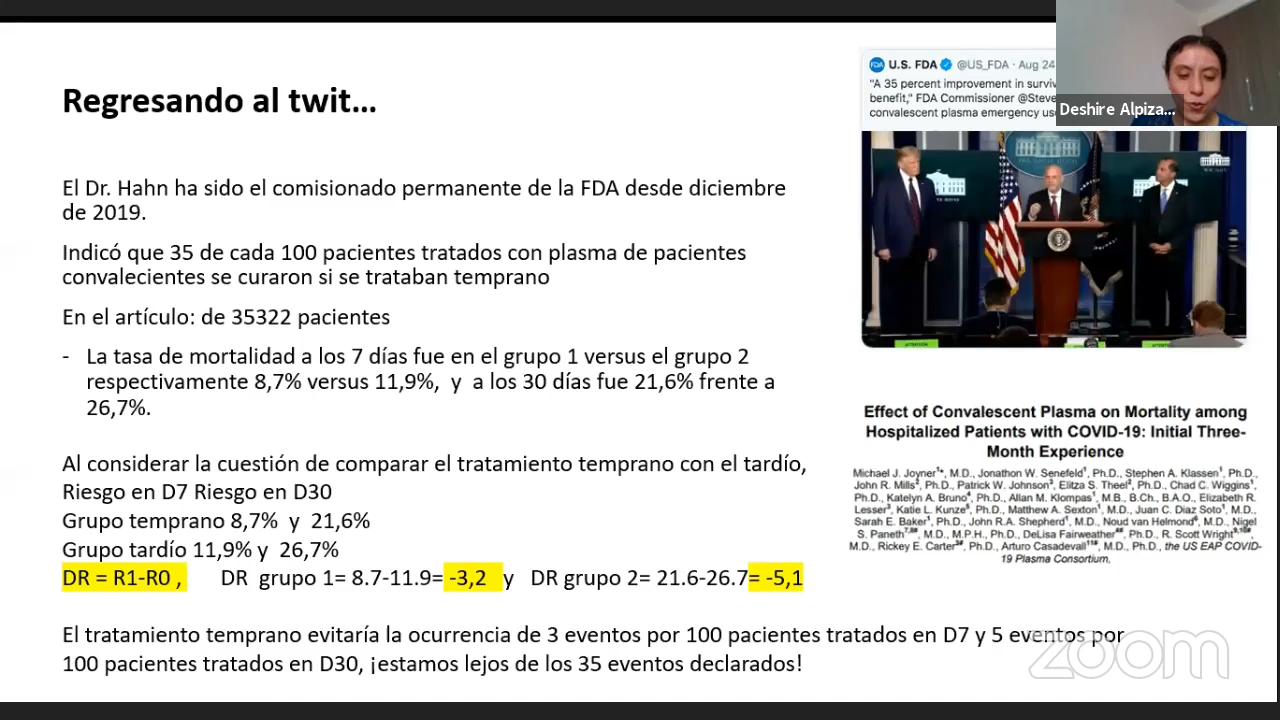 Regresando al twit...
El Dr. Hahn ha sido el comisionado permanente de la FDA desde diciembre
de 2019.
Indicó que 35 de cada 100 pacientes tratados con plasma de pacientes
convalecientes se curaron si se trataban temprano
En el artículo: de 35322 pacientes
- La tasa de mortalidad a los 7 días fue en el grupo 1 versus el grupo 2
respectivamente 8,7% versus 11,9%, y a los 30 días fue 21,6% frente a
26,7%.
Al considerar la cuestión de comparar el tratamiento temprano con el tardío,
Riesgo en D7 Riesgo en D30
Grupo temprano 8,7% y 21,6%
Grupo tardío 11,9% y 26,7%
DR = R1-R0 , DR grupo 1= 8.7-11.9= -3,2 y DR grupo 2= 21.6-26.7= -5,1
El tratamiento temprano evitaría la ocurrencia de 3 eventos por 100 pacientes tratados en D7 y 5 eventos por
100 pacientes tratados en D30, ¡estamos lejos de los 35 eventos declarados!
FDA U.S. FDA @US_FDA · Aug 24
"A 35 percent improvement in surviv
benefit," FDA Commissioner @Steve
convalescent plasma emergency us
Deshire Alpiza...
Effect of Convalescent Plasma on Mortality among
Hospitalized Patients with COVID-19: Initial Three-
Month Experience
Michael J. Joyner, M.D., Jonathon W. Senefeld, Ph.D., Stephen A. Klassen, Ph.D.,
John R. Mills, Ph.D., Patrick W. Johnson, Elitza S. Theel, Ph.D., Chad C. Wiggins,
Ph.D., Katelyn A. Bruno, Ph.D., Allan M. Klompas, M.B., B.Ch., B.A.O., Elizabeth R.
Lesser, Katie L. Kunze, Ph.D., Matthew A. Sexton, M.D., Juan C. Diaz Soto, M.D.,
Sarah E. Baker, Ph.D., John R.A. Shepherd, M.D., Noud van Helmond, M.D., Nigel
S. Paneth, M.D., M.P.H., Ph.D., DeLisa Fairweather, Ph.D., R. Scott Wright,
M.D., Rickey E. Carter, Ph.D., Arturo Casadevall, M.D., Ph.D., the US EAP COVID-
19 Plasma Consortium,
zoom